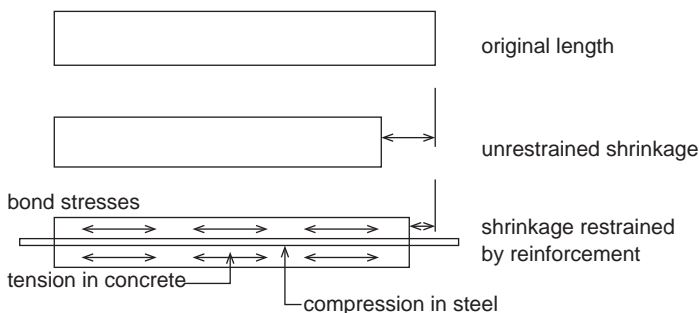 original length
unrestrained shrinkage
bond stresses
shrinkage restrained
by reinforcement
tension in concrete
compression in steel